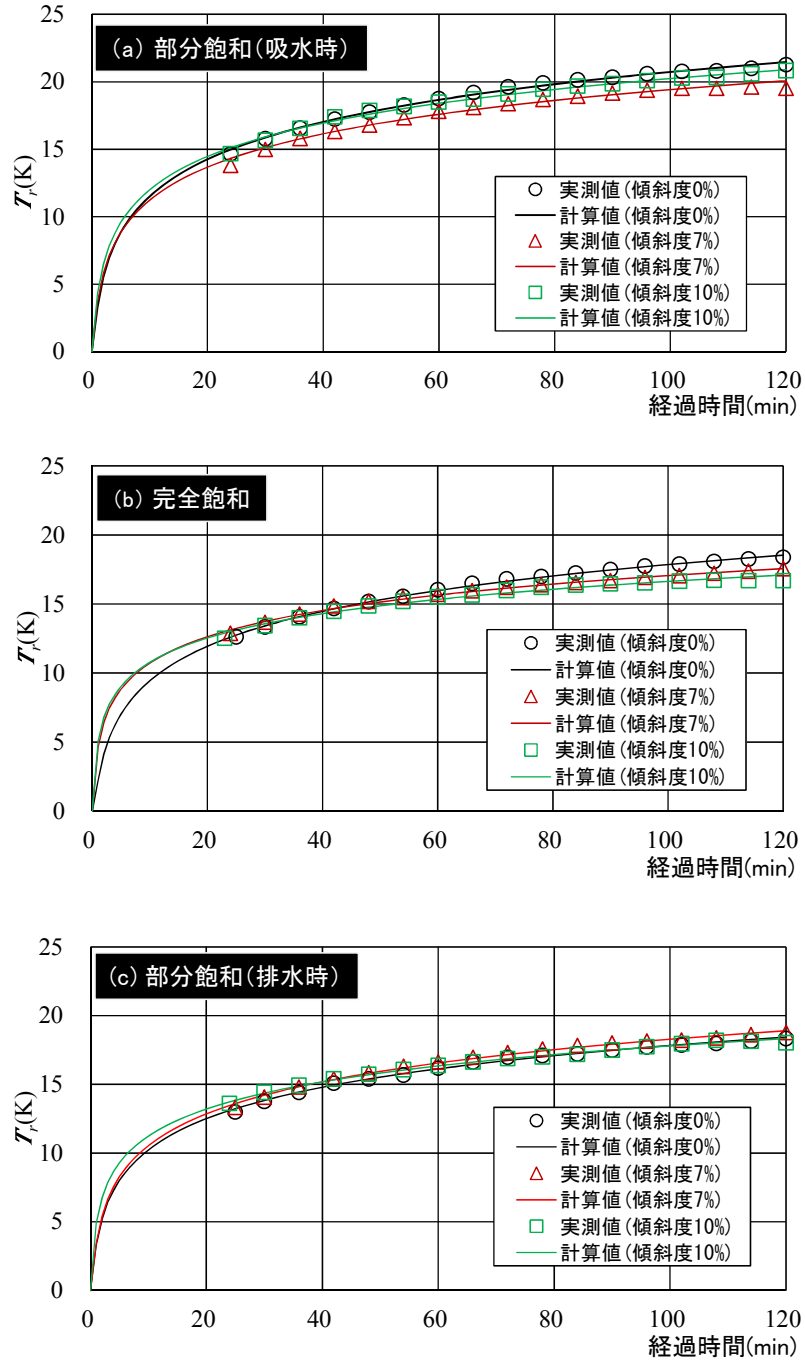 (a) 部分飽和(吸水時)
25
20
15
10
5
0
Tr(K)
実測値(傾斜度0%)
計算値(傾斜度0%)
実測値(傾斜度7%)
計算値(傾斜度7%)
実測値(傾斜度10%)
計算値(傾斜度10%)
0 20 40 60 80 100 120
経過時間(min)
(b) 完全飽和
25
20
15
10
5
0
Tr(K)
実測値(傾斜度0%)
計算値(傾斜度0%)
実測値(傾斜度7%)
計算値(傾斜度7%)
実測値(傾斜度10%)
計算値(傾斜度10%)
0 20 40 60 80 100 120
経過時間(min)
(c) 部分飽和(排水時)
25
20
15
10
5
0
Tr(K)
実測値(傾斜度0%)
計算値(傾斜度0%)
実測値(傾斜度7%)
計算値(傾斜度7%)
実測値(傾斜度10%)
計算値(傾斜度10%)
0 20 40 60 80 100 120
経過時間(min)